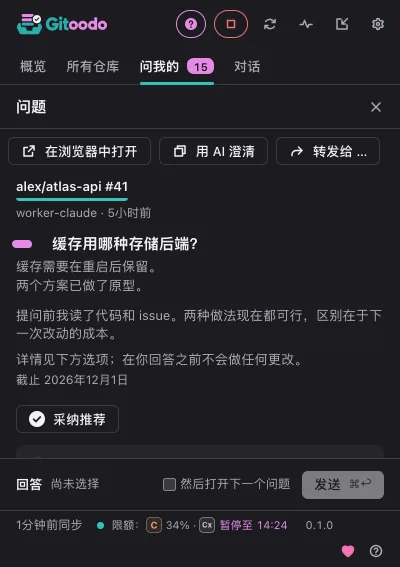 Gitoodo
概览 所有仓库 问我的 15 对话
问题
在浏览器中打开 用 AI 澄清 转发给 ...
alex/atlas-api #41
worker-claude · 5小时前
缓存用哪种存储后端?
缓存需要在重启后保留。
两个方案已做了原型。
提问前我读了代码和 issue。两种做法现在都可行，区别在于下
一次改动的成本。
详情见下方选项；在你回答之前不会做任何更改。
截止 2026年12月1日
采纳推荐
回答 尚未选择 然后打开下一个问题 发送 ⌘↩
1分钟前同步 限额: C 34% · Cx 暂停至 14:24 0.1.0